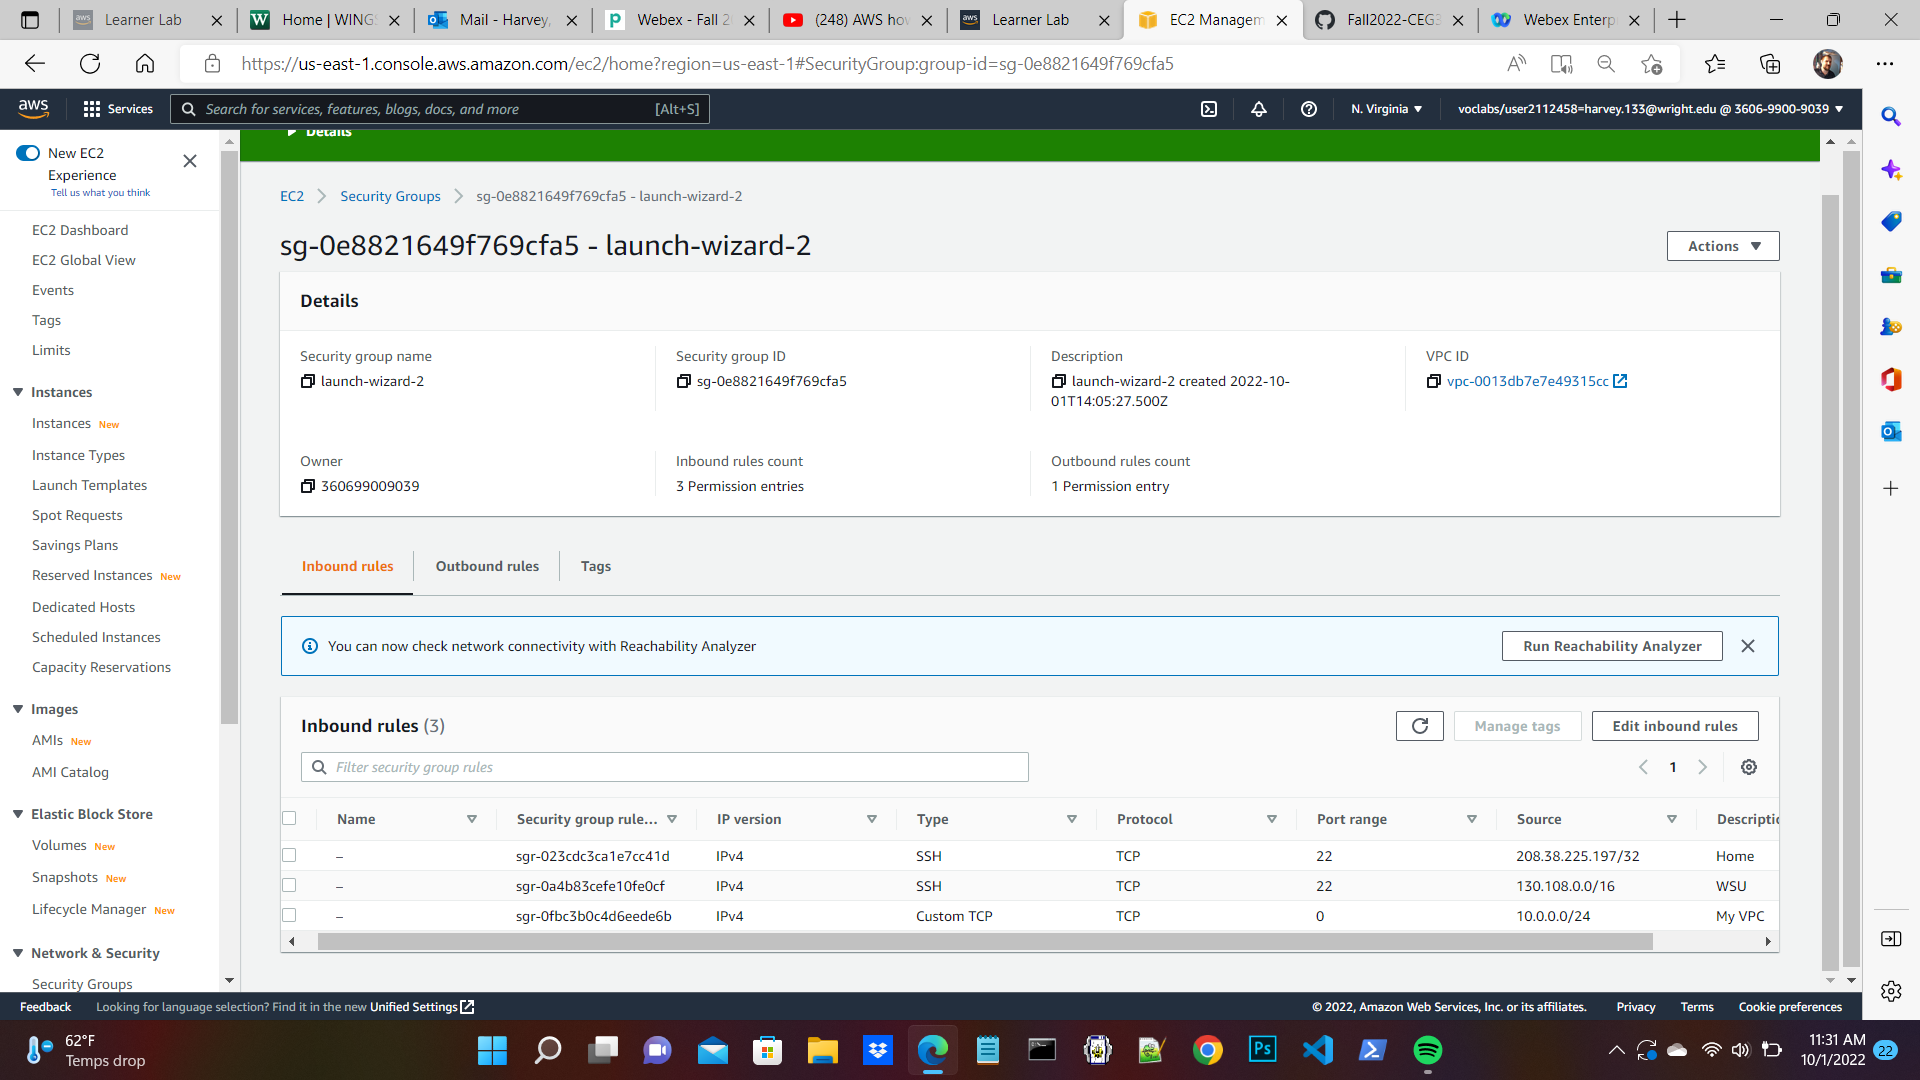 Learner Lab
Home | WINGS
Mail - Harvey,
Webex - Fall 2
(248) AWS how
Learner Lab
EC2 Managem
Fall2022-CEG3
Webex Enterp
https://us-east-1.console.aws.amazon.com/ec2/home?region=us-east-1#SecurityGroup:group-id=sg-0e8821649f769cfa5
aws
Services
Search for services, features, blogs, docs, and more
[Alt+S]
N. Virginia
voclabs/user2112458=harvey.133@wright.edu @ 3606-9900-9039
New EC2
Experience
Tell us what you think
EC2 Dashboard
EC2 Global View
Events
Tags
Limits
Instances
Instances New
Instance Types
Launch Templates
Spot Requests
Savings Plans
Reserved Instances New
Dedicated Hosts
Scheduled Instances
Capacity Reservations
Images
AMIs New
AMI Catalog
Elastic Block Store
Volumes New
Snapshots New
Lifecycle Manager New
Network & Security
Security Groups
Details
EC2
Security Groups
sg-0e8821649f769cfa5 - launch-wizard-2
sg-0e8821649f769cfa5 - launch-wizard-2
Actions
Details
Security group name
launch-wizard-2
Security group ID
sg-0e8821649f769cfa5
Description
launch-wizard-2 created 2022-10-
01T14:05:27.500Z
VPC ID
vpc-0013db7e7e49315cc
Owner
360699009039
Inbound rules count
3 Permission entries
Outbound rules count
1 Permission entry
Inbound rules
Outbound rules
Tags
You can now check network connectivity with Reachability Analyzer
Run Reachability Analyzer
Inbound rules (3)
Manage tags
Edit inbound rules
Filter security group rules
1
Name Security group rule... IP version Type Protocol Port range Source Descriptio
– sgr-023cdc3ca1e7cc41d IPv4 SSH TCP 22 208.38.225.197/32 Home
– sgr-0a4b83cefe10fe0cf IPv4 SSH TCP 22 130.108.0.0/16 WSU
– sgr-0fbc3b0c4d6eede6b IPv4 Custom TCP TCP 0 10.0.0.0/24 My VPC
Feedback
Looking for language selection? Find it in the new Unified Settings
© 2022, Amazon Web Services, Inc. or its affiliates.
Privacy
Terms
Cookie preferences
62°F
Temps drop
Ps
11:31 AM
10/1/2022
22